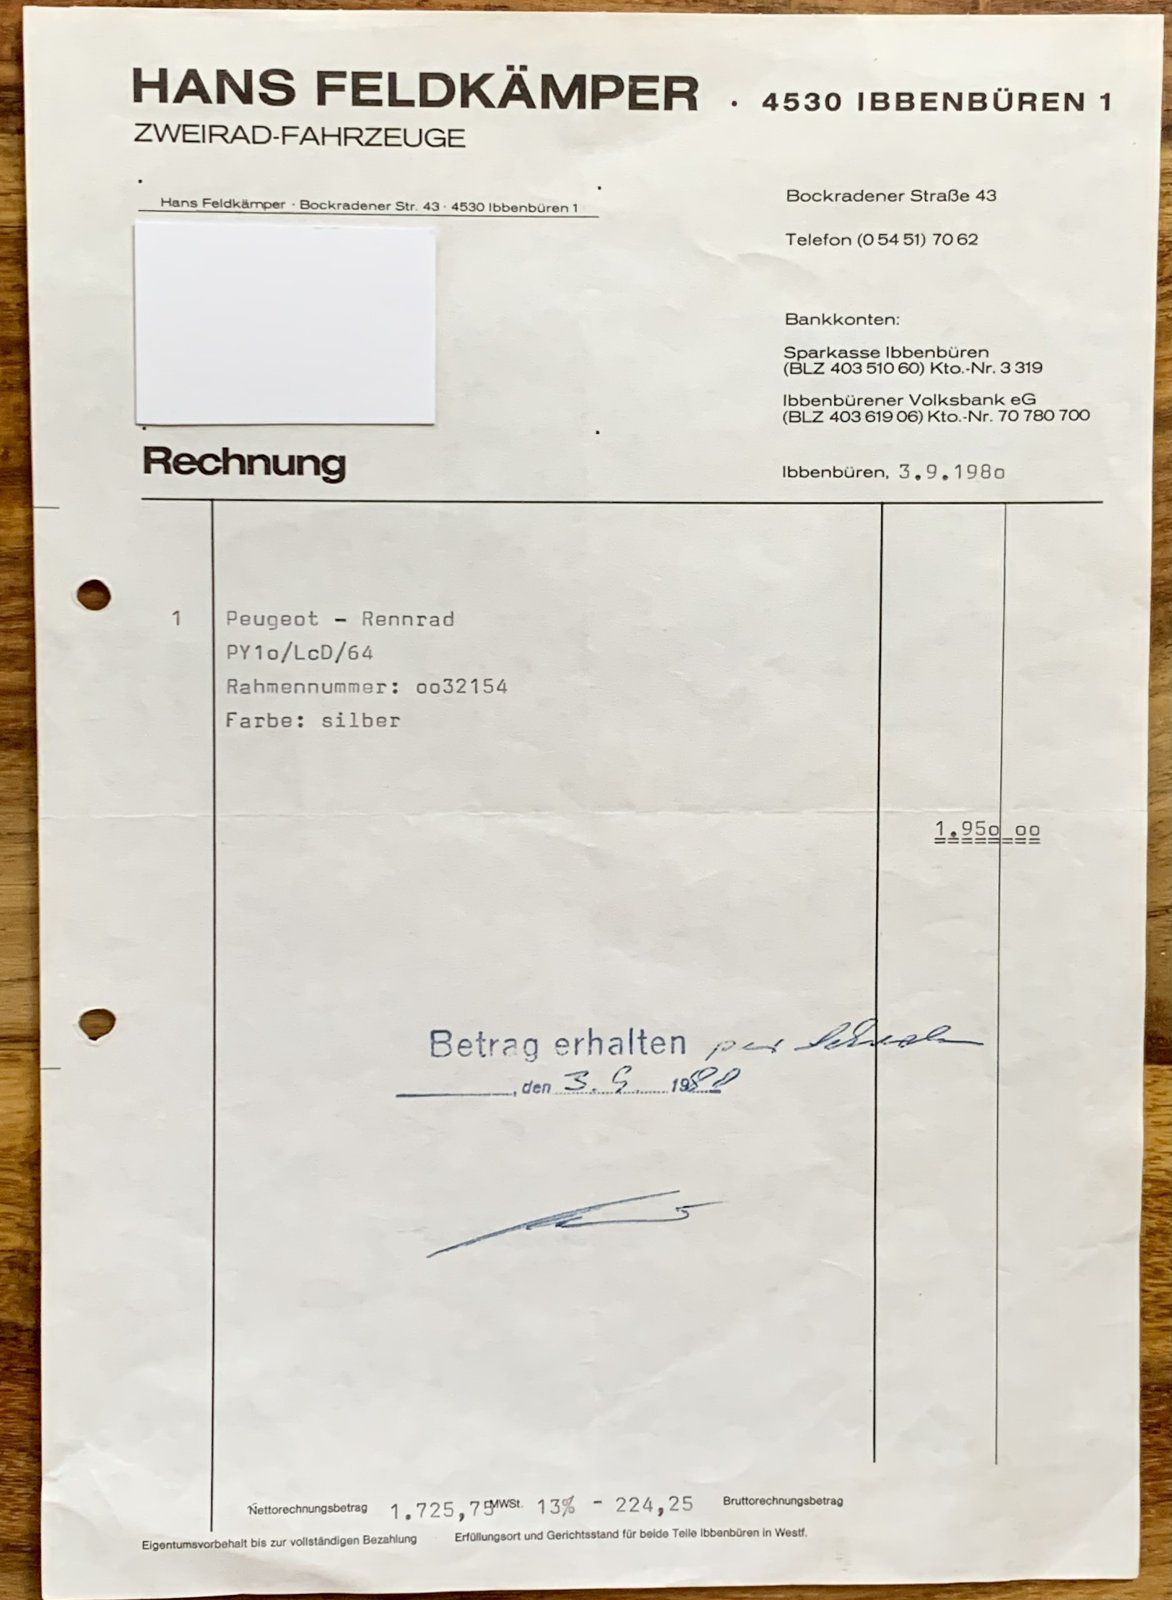 HANS FELDKÄMPER · 4530 IBBENBÜREN 1
ZWEIRAD-FAHRZEUGE
Hans Feldkämper · Bockradener Str. 43 · 4530 Ibbenbüren 1
Bockradener Straße 43
Telefon (0 54 51) 70 62
Bankkonten:
Sparkasse Ibbenbüren
(BLZ 403 510 60) Kto.-Nr. 3 319
Ibbenbürener Volksbank eG
(BLZ 403 619 06) Kto.-Nr. 70 780 700
Rechnung
Ibbenbüren, 3.9.198o
1 Peugeot - Rennrad
PY1o/LcD/64
Rahmennummer: oo32154
Farbe: silber
1.95o oo
Betrag erhalten per
, den 3. 9. 1980
Nettorechnungsbetrag 1.725,75 MWSt. 13% - 224,25 Bruttorechnungsbetrag
Eigentumsvorbehalt bis zur vollständigen Bezahlung Erfüllungsort und Gerichtsstand für beide Teile Ibbenbüren in Westf.